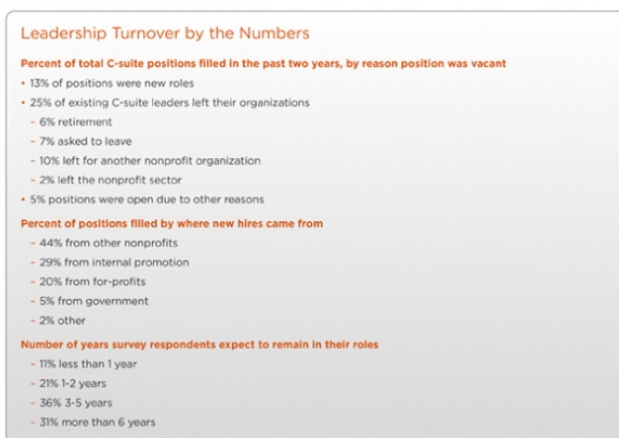 Leadership Turnover by the Numbers
Percent of total C-suite positions filled in the past two years, by reason position was vacant
• 13% of positions were new roles
• 25% of existing C-suite leaders left their organizations
– 6% retirement
– 7% asked to leave
– 10% left for another nonprofit organization
– 2% left the nonprofit sector
• 5% positions were open due to other reasons
Percent of positions filled by where new hires came from
– 44% from other nonprofits
– 29% from internal promotion
– 20% from for-profits
– 5% from government
– 2% other
Number of years survey respondents expect to remain in their roles
– 11% less than 1 year
– 21% 1-2 years
– 36% 3-5 years
– 31% more than 6 years